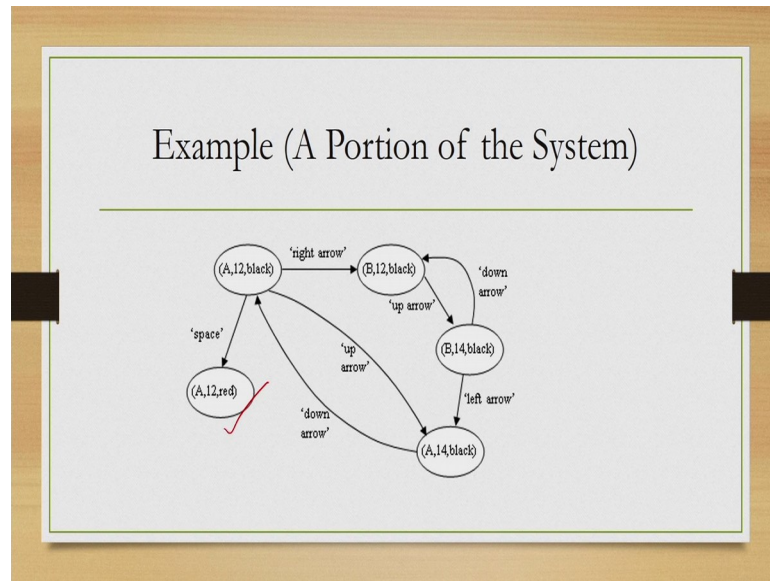 Example (A Portion of the System)
'right arrow'
(A,12,black)
(B,12,black)
'down
arrow'
'up arrow'
'space'
'up
arrow'
(B,14,black)
(A,12,red)
'left arrow'
'down
arrow'
(A,14,black)